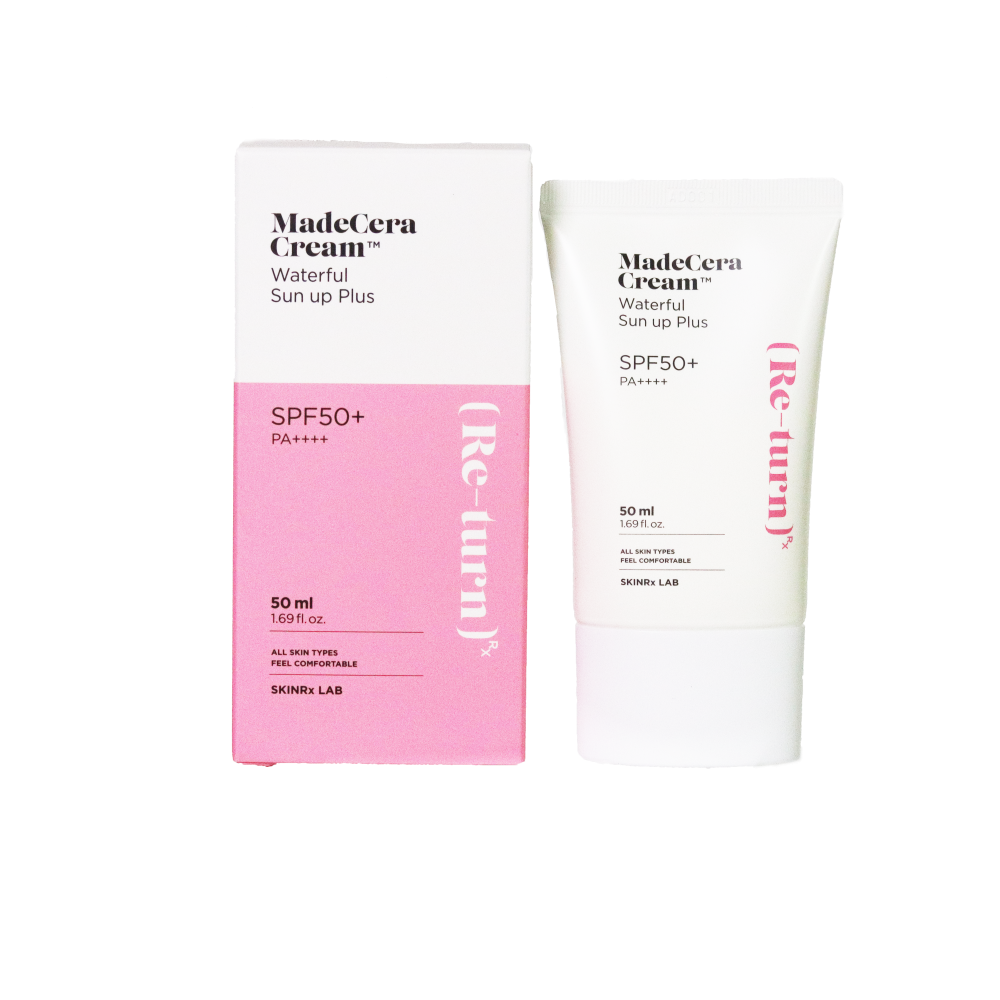 MadeCera
Cream™
Waterful
Sun up Plus
SPF50+
PA++++
(Re-turn)Rx
50 ml
1.69 fl. oz.
ALL SKIN TYPES
FEEL COMFORTABLE
SKINRx LAB
MadeCera
Cream™
Waterful
Sun up Plus
SPF50+
PA++++
(Re-turn)Rx
50 ml
1.69 fl. oz.
ALL SKIN TYPES
FEEL COMFORTABLE
SKINRx LAB